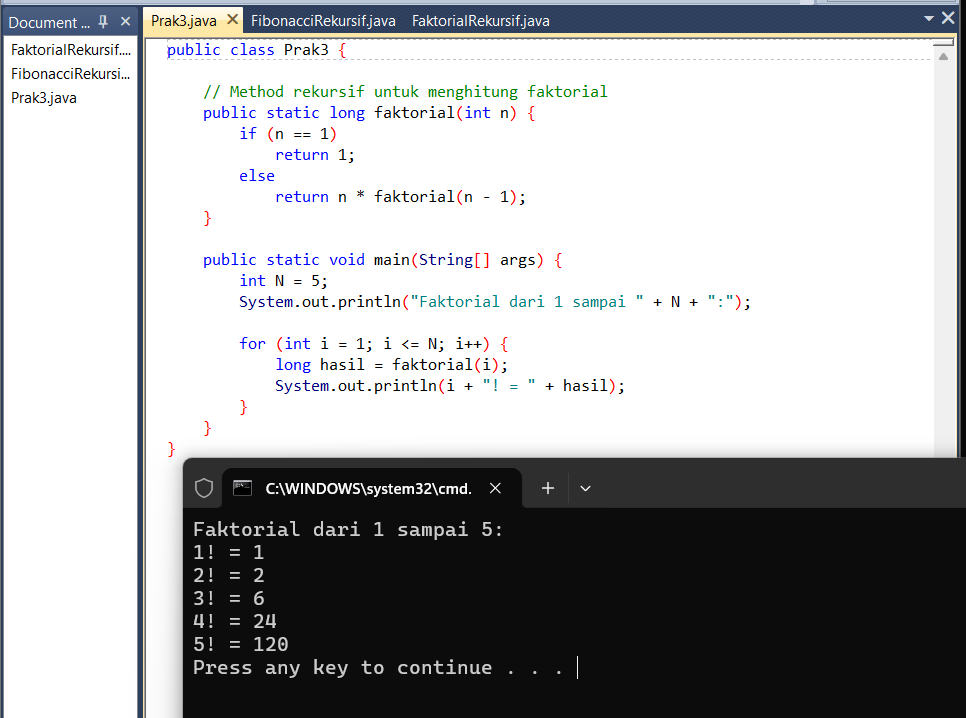 Document ...
Prak3.java
FibonacciRekursif.java
FaktorialRekursif.java
FaktorialRekursif....
FibonacciRekursi...
Prak3.java
public class Prak3 {
// Method rekursif untuk menghitung faktorial
public static long faktorial(int n) {
if (n == 1)
return 1;
else
return n * faktorial(n - 1);
}
public static void main(String[] args) {
int N = 5;
System.out.println("Faktorial dari 1 sampai " + N + ":");
for (int i = 1; i <= N; i++) {
long hasil = faktorial(i);
System.out.println(i + "! = " + hasil);
}
}
}
C:\WINDOWS\system32\cmd.
Faktorial dari 1 sampai 5:
1! = 1
2! = 2
3! = 6
4! = 24
5! = 120
Press any key to continue . . .